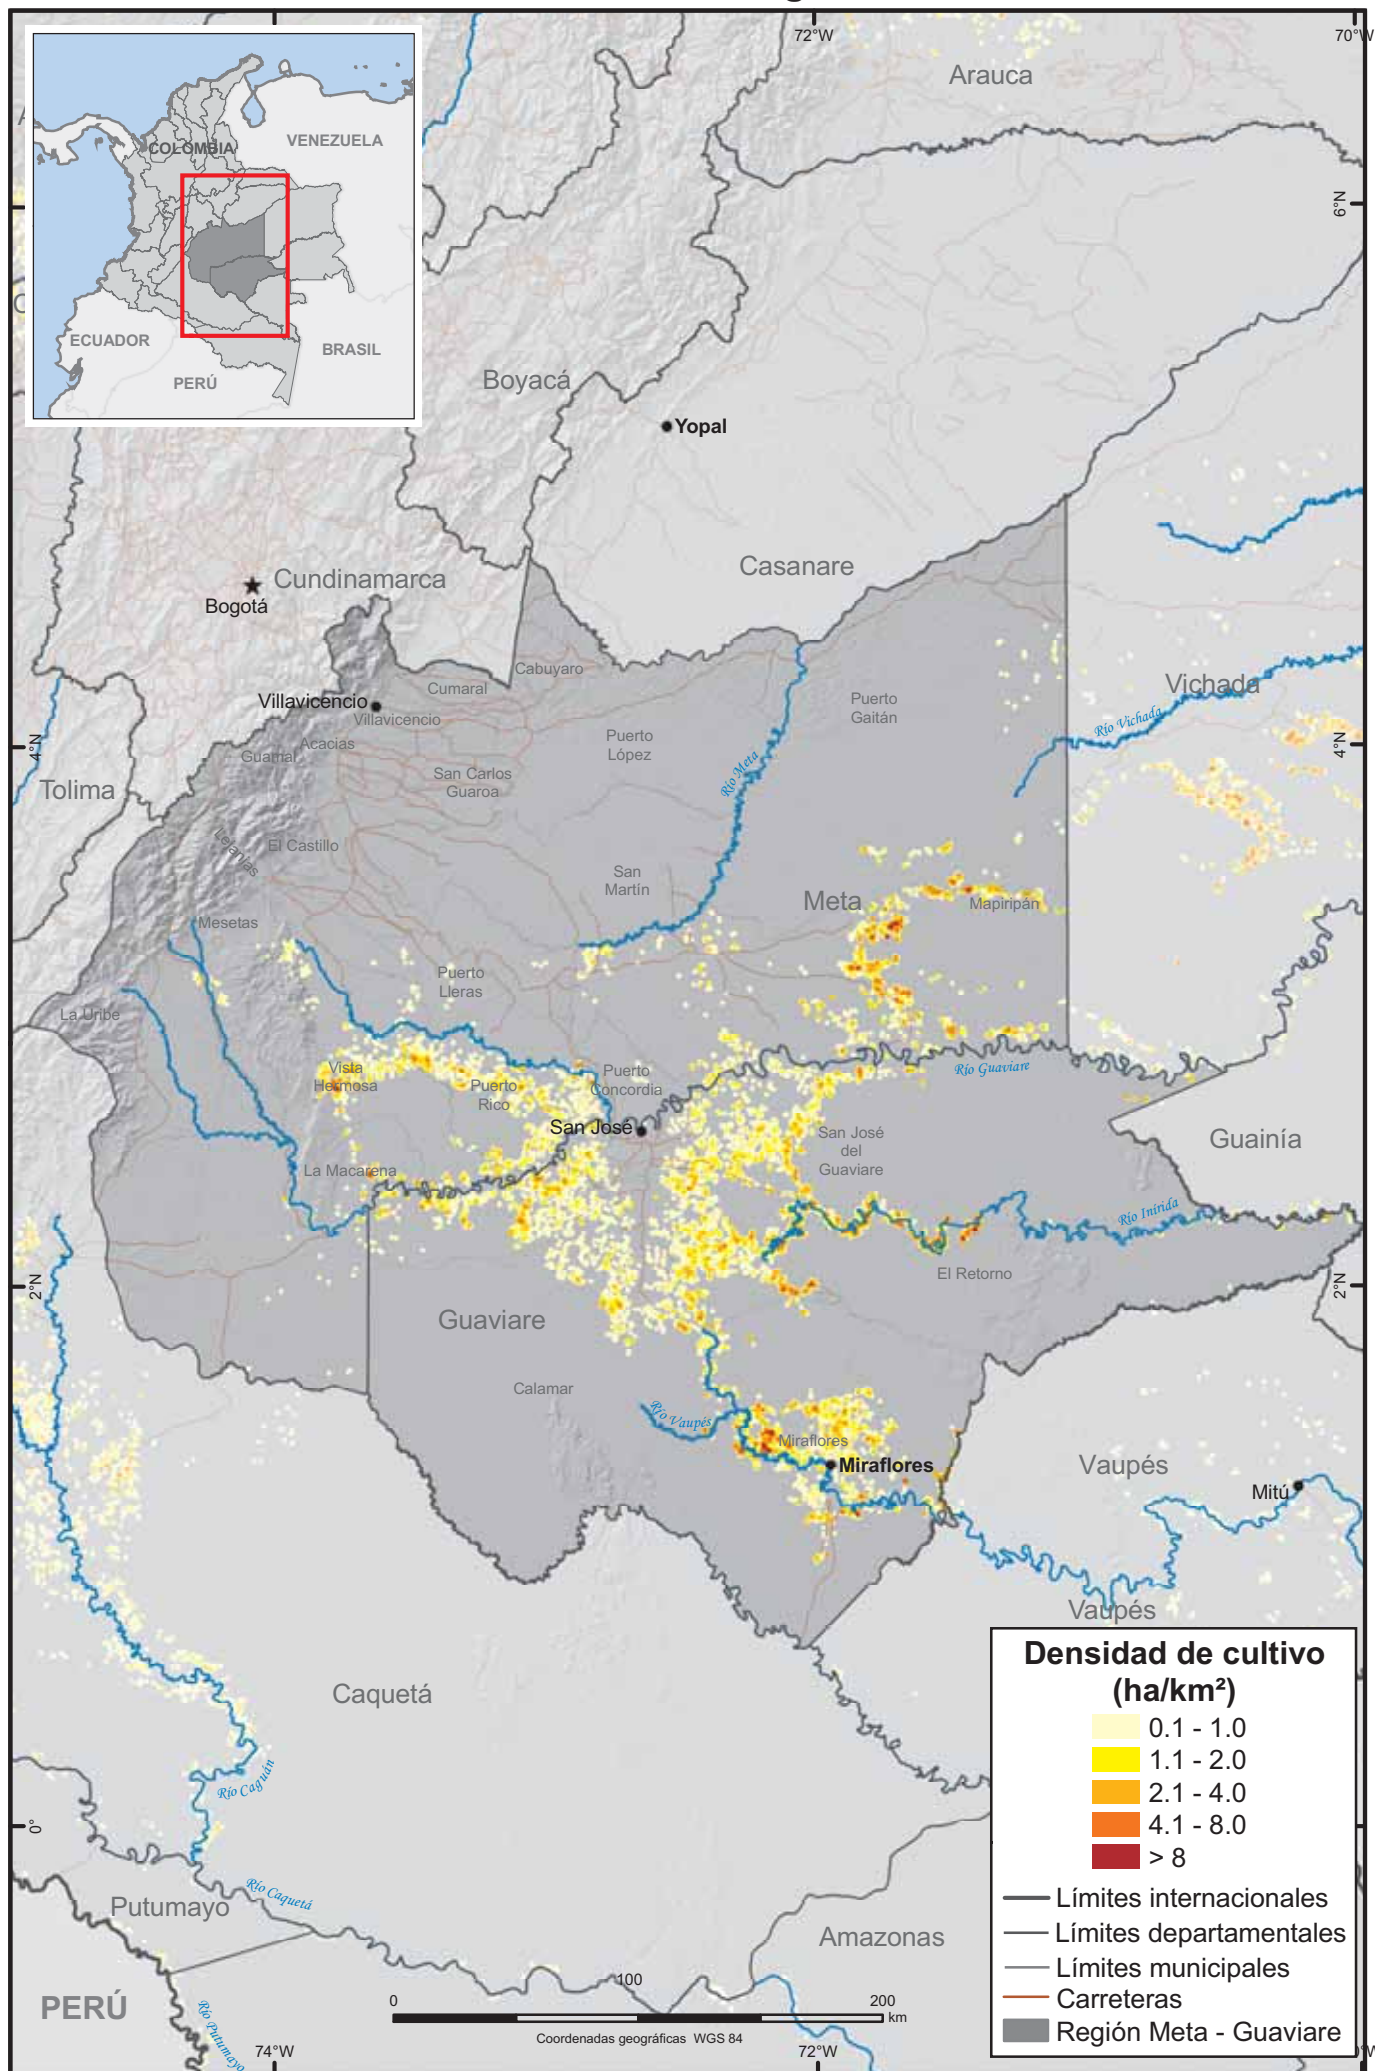 72°W
70°W
Arauca
VENEZUELA
COLOMBIA
ECUADOR
BRASIL
PERÚ
6°N
Boyacá
Yopal
Casanare
Cundinamarca
Bogotá
Cabuyaro
Cumaral
Villavicencio
Villavicencio
Puerto
Gaitán
Vichada
Río Vichada
Acacias
Guamal
Puerto
López
4°N
4°N
Río Meta
San Carlos
Guaroa
Tolima
El Castillo
Lejanías
San
Martín
Meta
Mapiripán
Mesetas
Puerto
Lleras
La Uribe
Vista
Hermosa
Puerto
Rico
Puerto
Concordia
Río Guaviare
San José
San José
del
Guaviare
Guainía
La Macarena
Río Inírida
El Retorno
2°N
2°N
Guaviare
Calamar
Río Vaupés
Miraflores
Miraflores
Vaupés
Mitú
Vaupés
Caquetá
Río Caguán
0°
Río Caquetá
Putumayo
Amazonas
PERÚ
Río Putumayo
100
0
200
km
Coordenadas geográficas WGS 84
74°W
72°W
Densidad de cultivo
(ha/km²)
0.1 - 1.0
1.1 - 2.0
2.1 - 4.0
4.1 - 8.0
> 8
Límites internacionales
Límites departamentales
Límites municipales
Carreteras
Región Meta - Guaviare